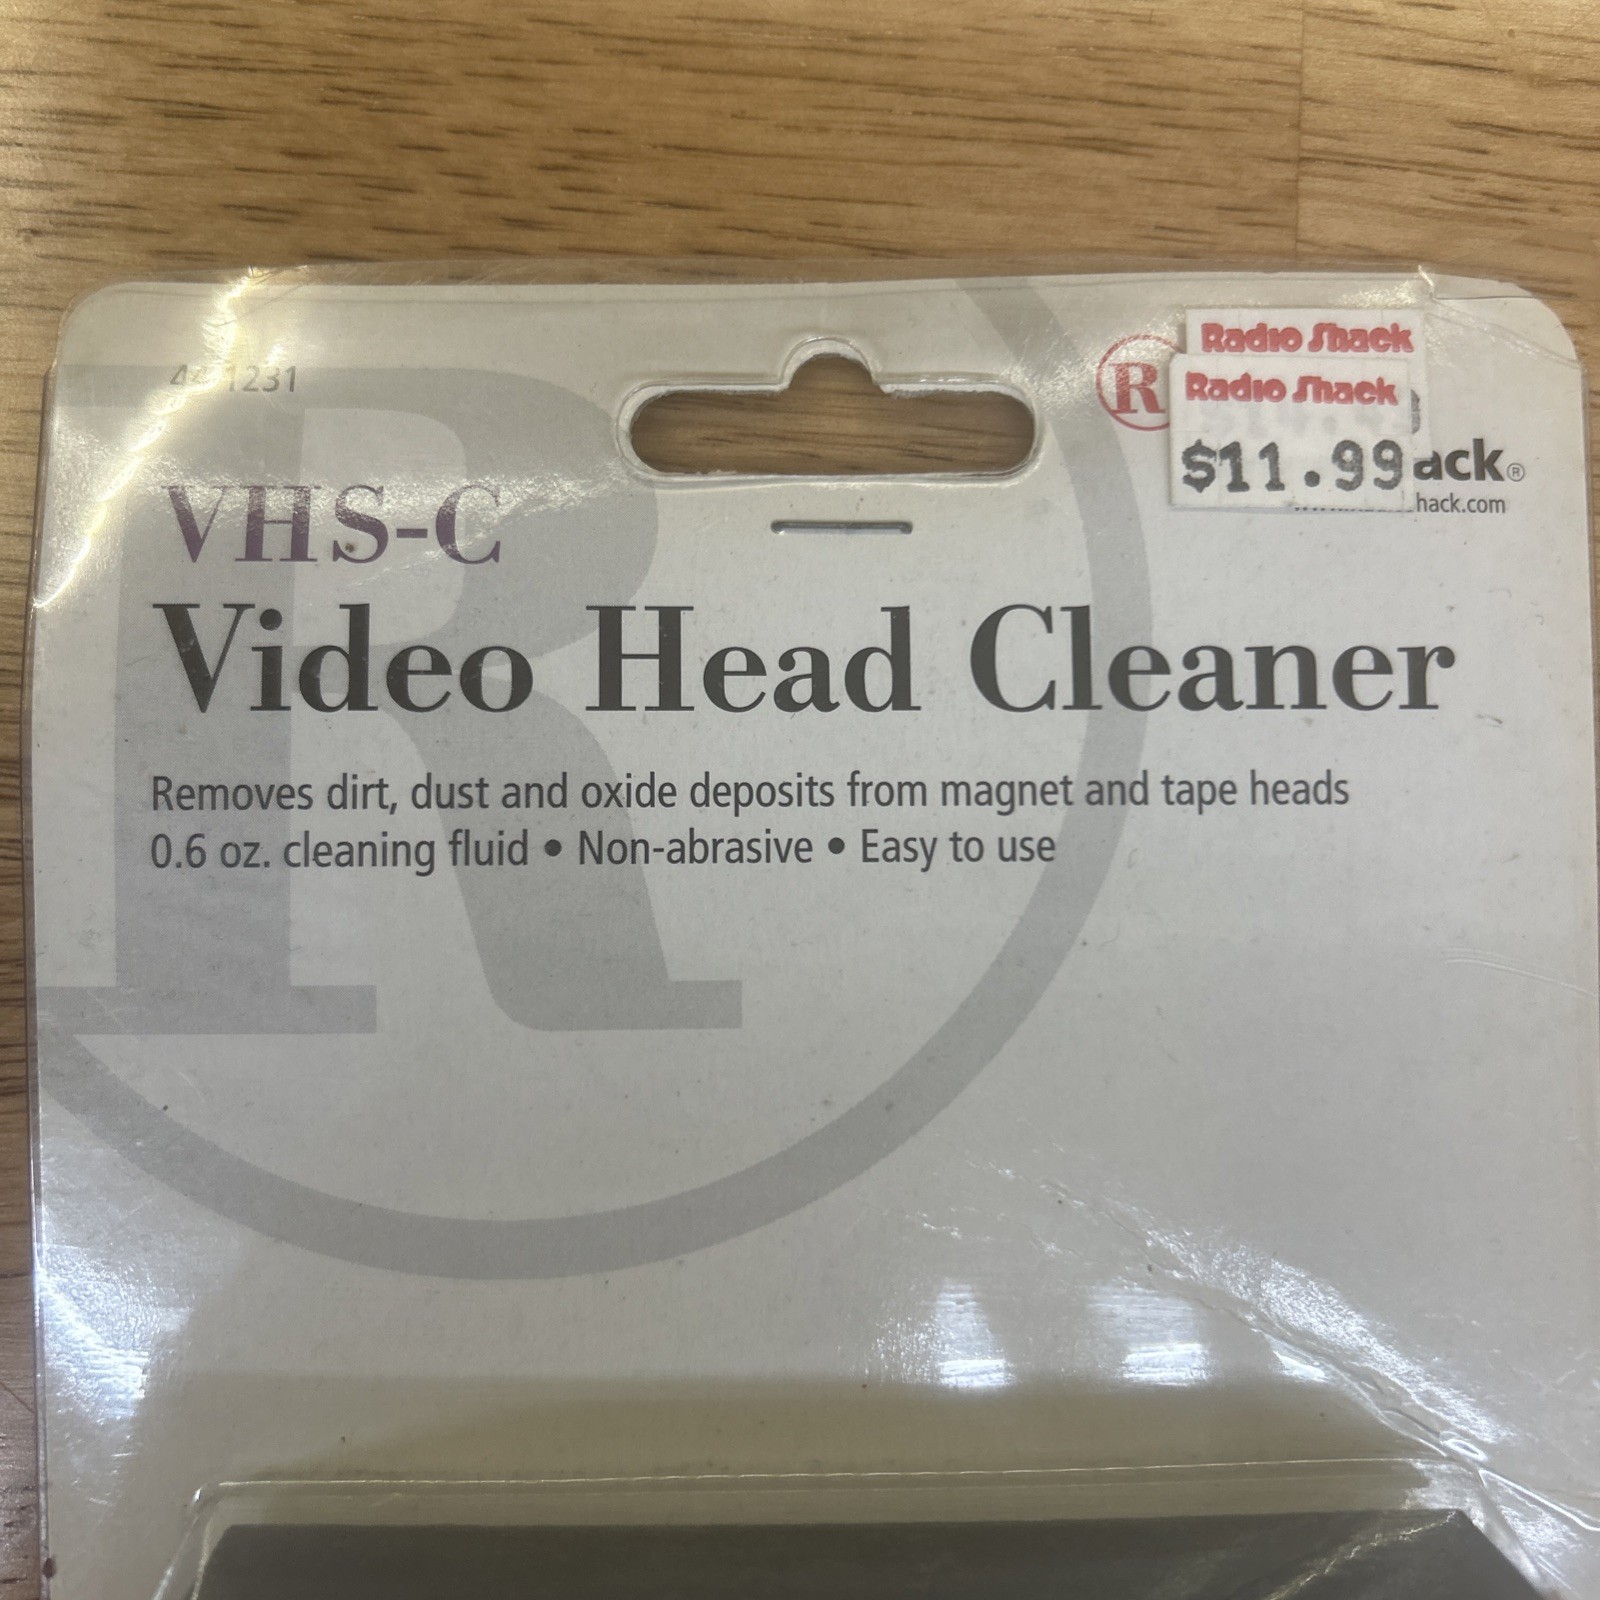 1231
Radio Shack
Radio Shack
$11.99
R
ack®
hack.com
VHS-C
Video Head Cleaner
Removes dirt, dust and oxide deposits from magnet and tape heads
0.6 oz. cleaning fluid • Non-abrasive • Easy to use
R